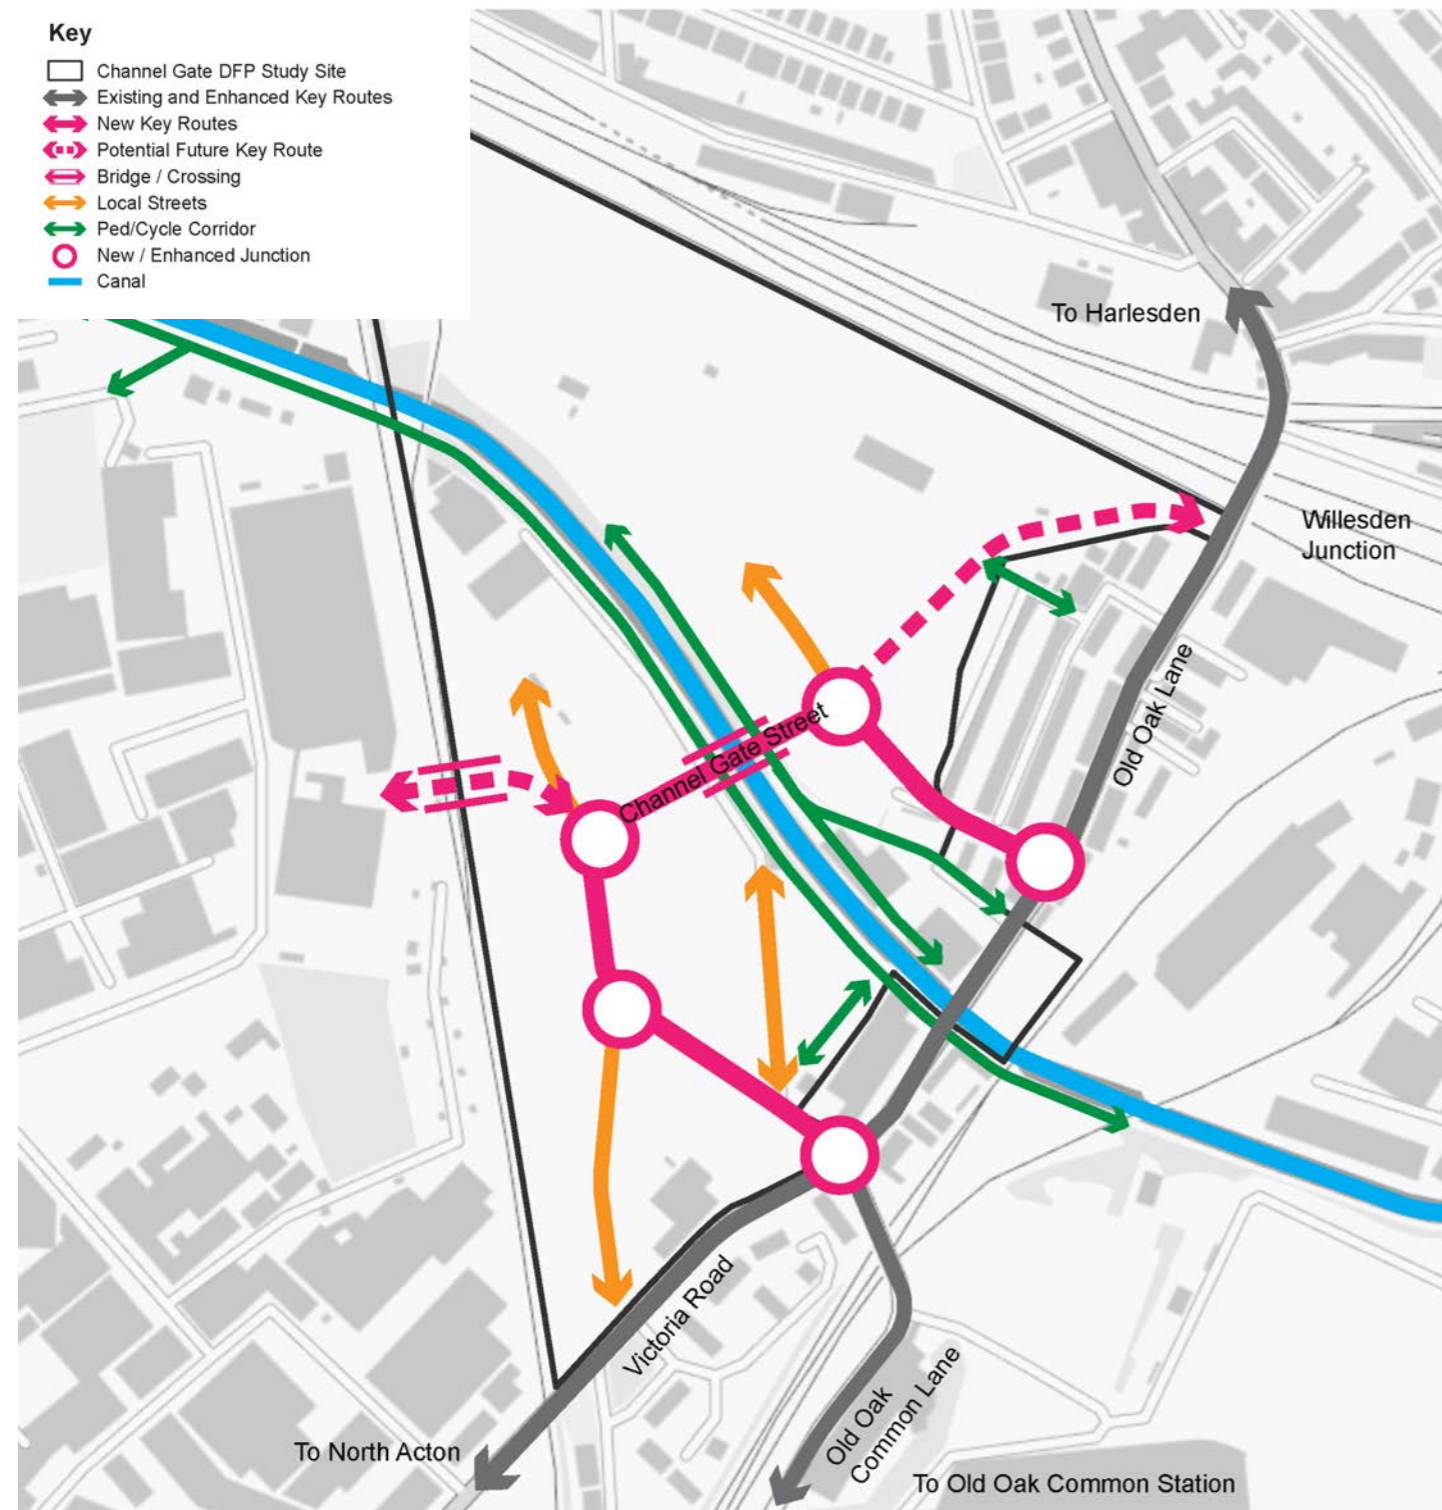 Key
Channel Gate DFP Study Site
Existing and Enhanced Key Routes
New Key Routes
Potential Future Key Route
Bridge / Crossing
Local Streets
Ped/Cycle Corridor
New / Enhanced Junction
Canal
To Harlesden
Willesden
Junction
Old Oak Lane
Channel Gate Street
Victoria Road
Old Oak
Common Lane
To North Acton
To Old Oak Common Station